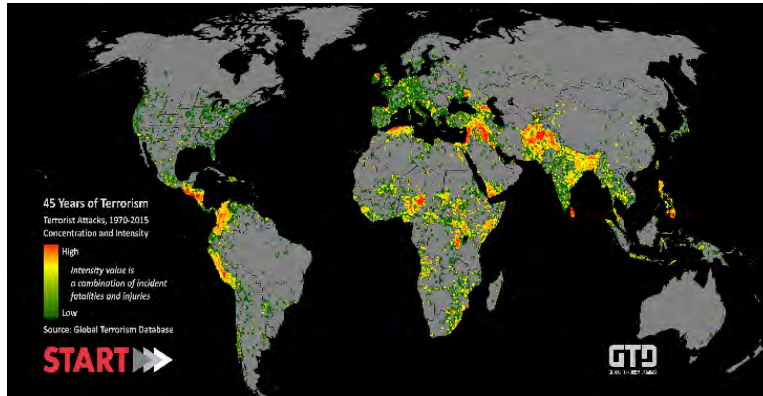 45 Years of Terrorism
Terrorist Attacks, 1970-2015
Concentration and Intensity
High
Intensity value is
a combination of incident
fatalities and injuries
Low
Source: Global Terrorism Database
START
GTD